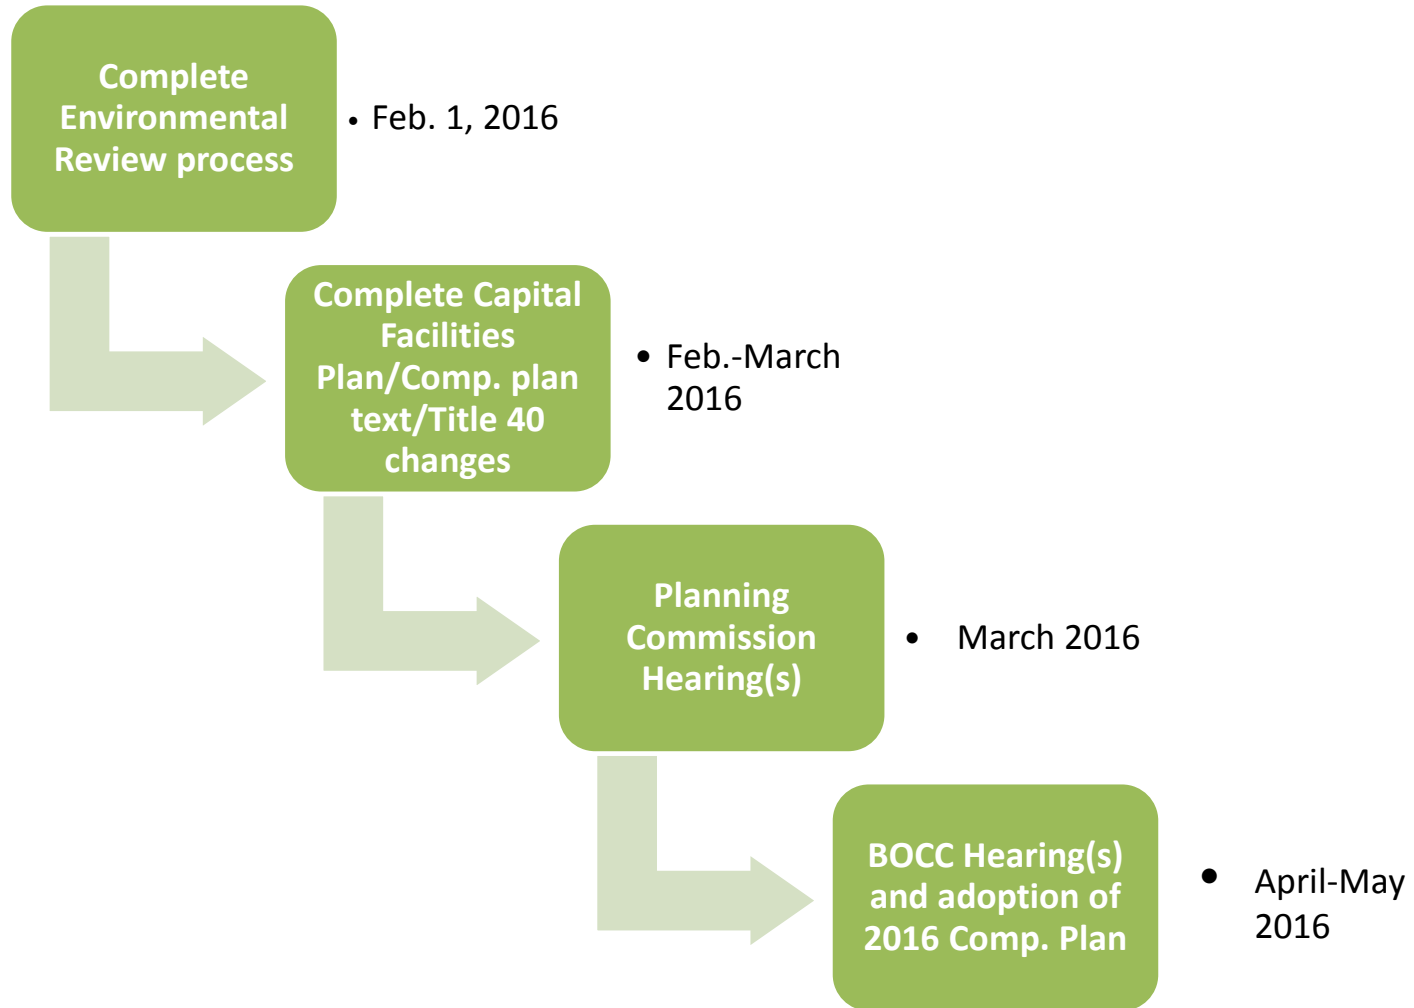 Complete
Environmental
Review process
• Feb. 1, 2016
Complete Capital
Facilities
Plan/Comp. plan
text/Title 40
changes
• Feb.-March
2016
Planning
Commission
Hearing(s)
• March 2016
BOCC Hearing(s)
and adoption of
2016 Comp. Plan
• April-May
2016